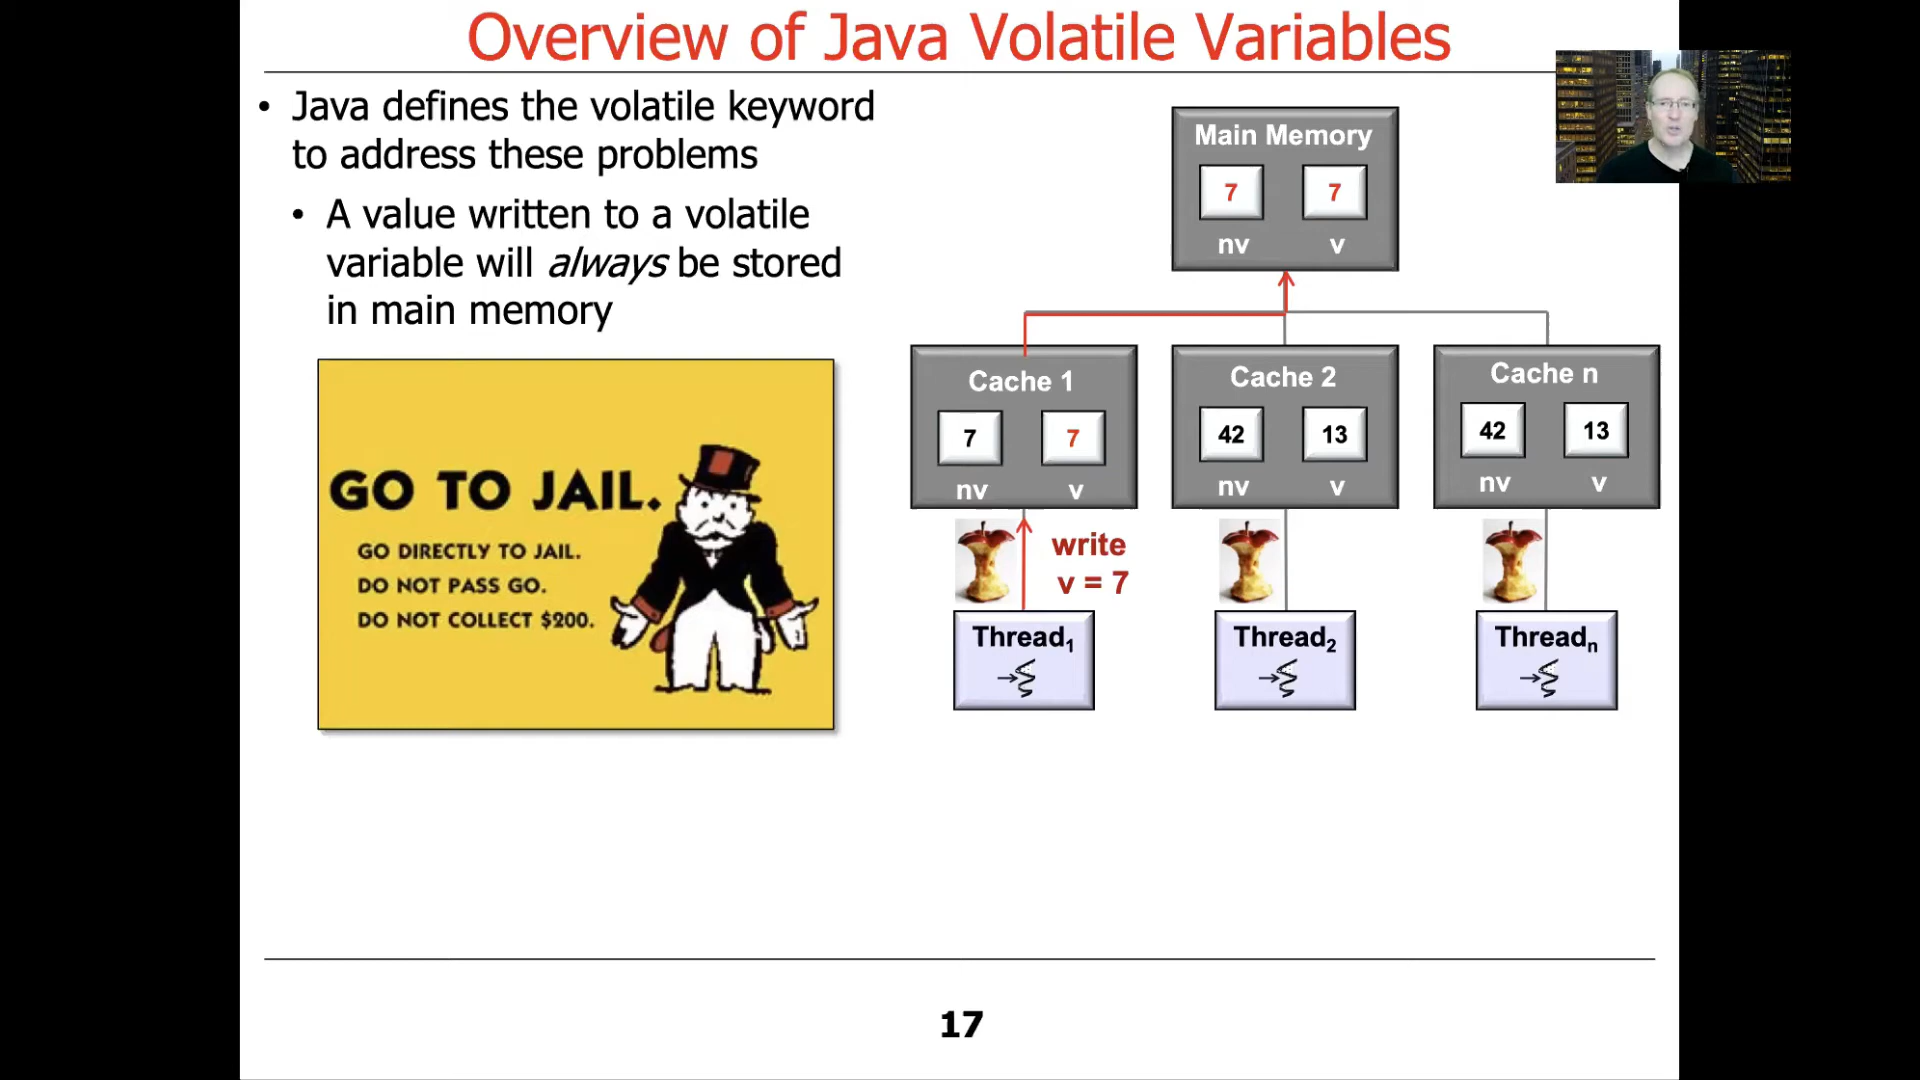 Overview of Java Volatile Variables
• Java defines the volatile keyword
to address these problems
• A value written to a volatile
variable will always be stored
in main memory
GO TO JAIL.
GO DIRECTLY TO JAIL.
DO NOT PASS GO.
DO NOT COLLECT $200.
Main Memory
7 7
nv v
Cache 1
7 7
nv v
Cache 2
42 13
nv v
Cache n
42 13
nv v
write
v = 7
Thread1
Thread2
Threadn
17